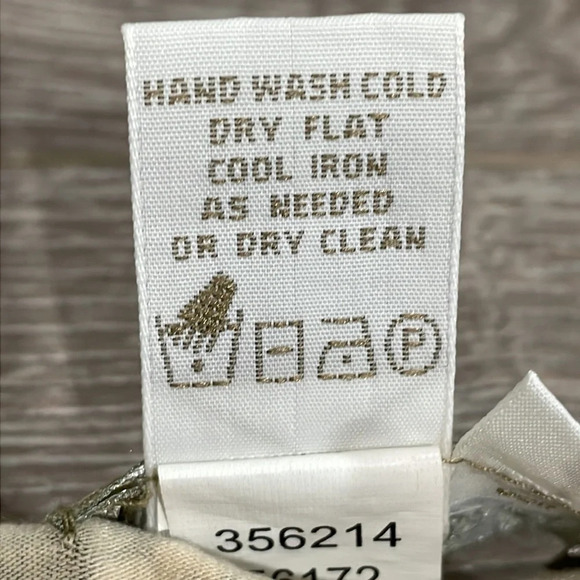 HAND WASH COLD
DRY FLAT
COOL IRON
AS NEEDED
OR DRY CLEAN
P
356214